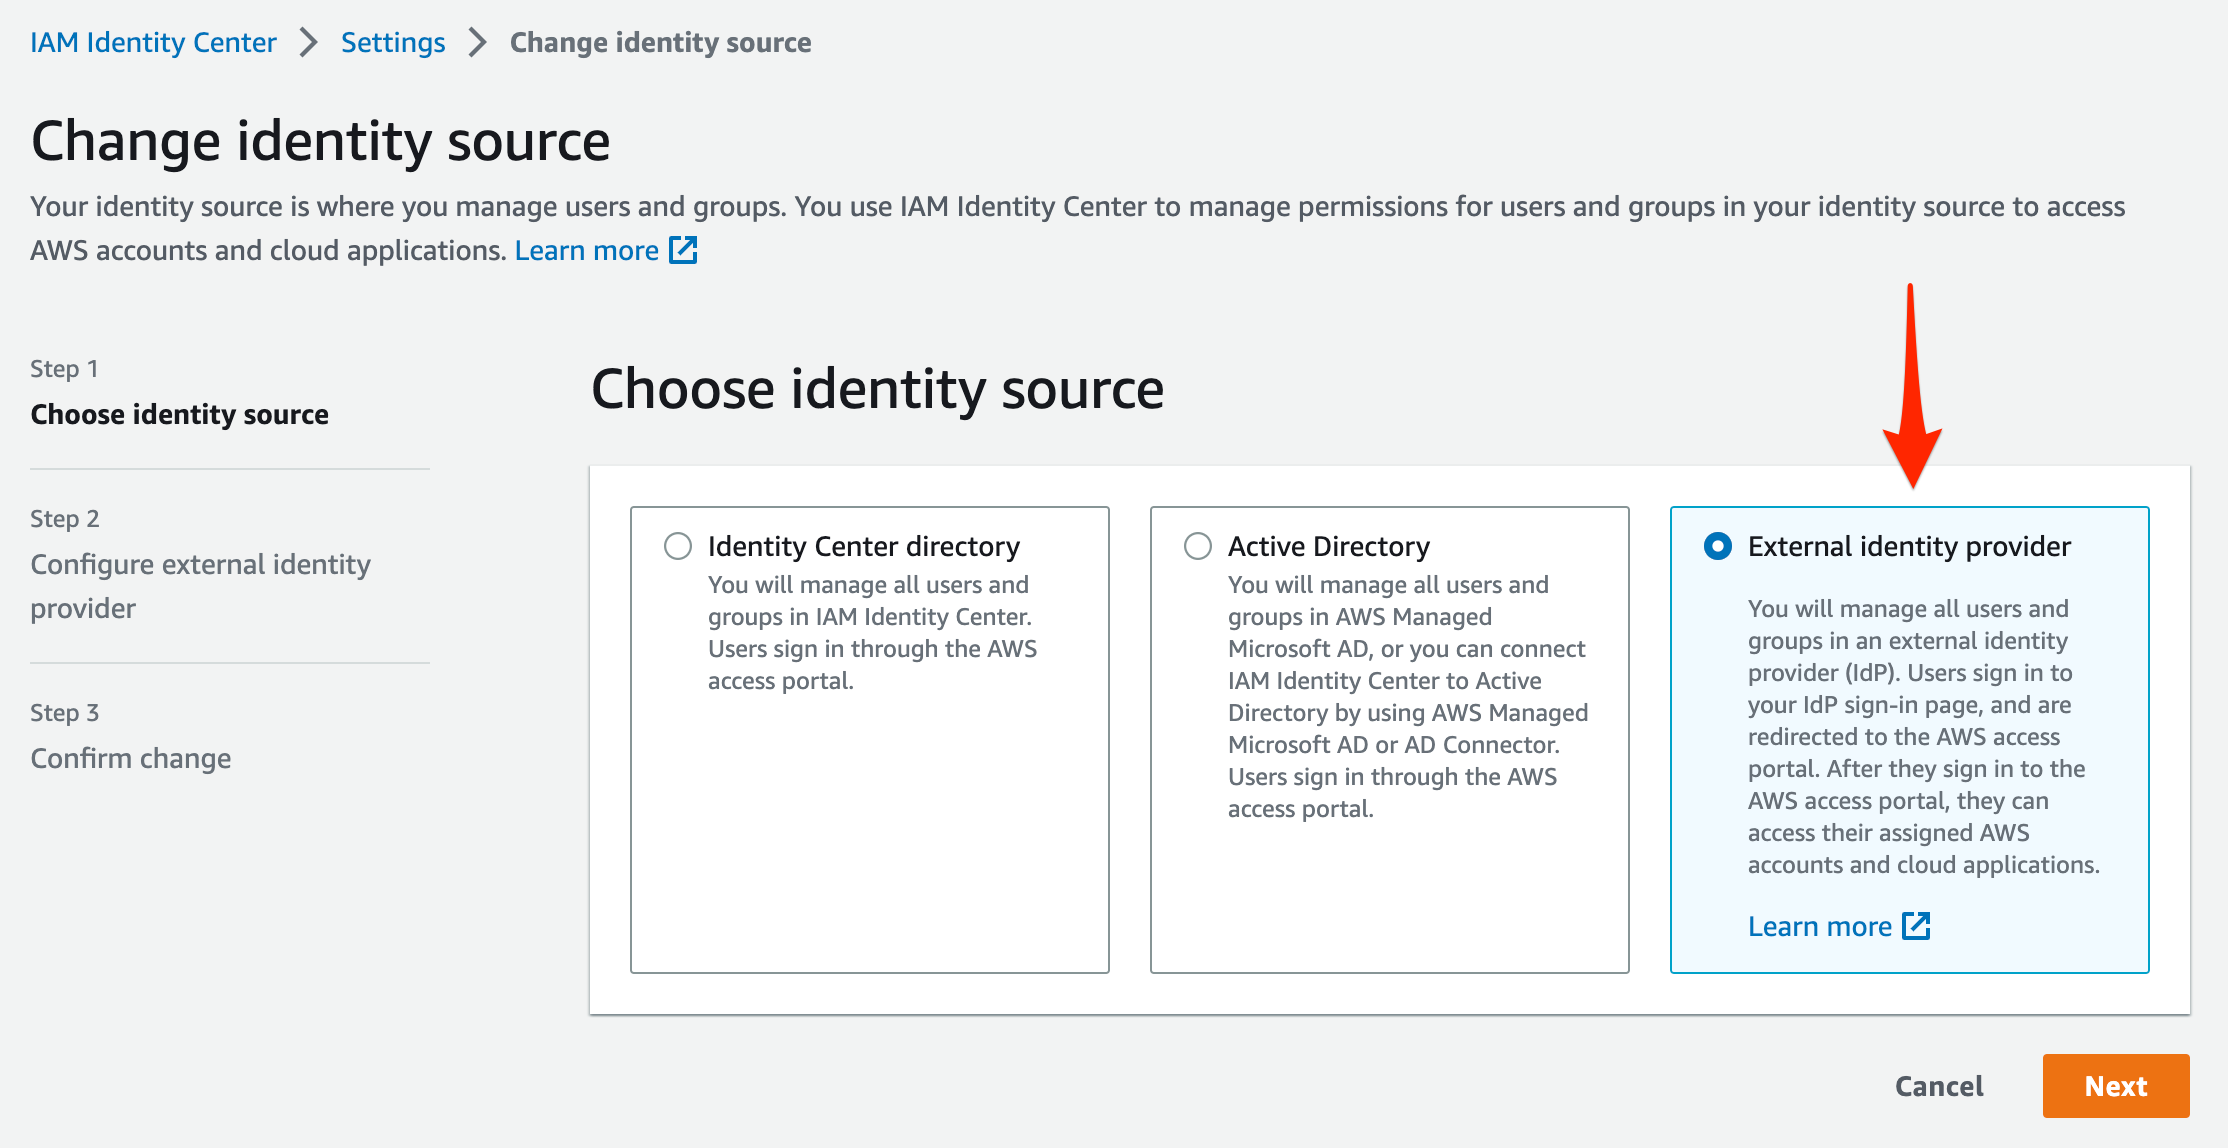 IAM Identity Center > Settings > Change identity source
Change identity source
Your identity source is where you manage users and groups. You use IAM Identity Center to manage permissions for users and groups in your identity source to access
AWS accounts and cloud applications. Learn more
Step 1
Choose identity source
Step 2
Configure external identity
provider
Step 3
Confirm change
Choose identity source
Identity Center directory
You will manage all users and
groups in IAM Identity Center.
Users sign in through the AWS
access portal.
Active Directory
You will manage all users and
groups in AWS Managed
Microsoft AD, or you can connect
IAM Identity Center to Active
Directory by using AWS Managed
Microsoft AD or AD Connector.
Users sign in through the AWS
access portal.
External identity provider
You will manage all users and
groups in an external identity
provider (IdP). Users sign in to
your IdP sign-in page, and are
redirected to the AWS access
portal. After they sign in to the
AWS access portal, they can
access their assigned AWS
accounts and cloud applications.
Learn more
Cancel
Next